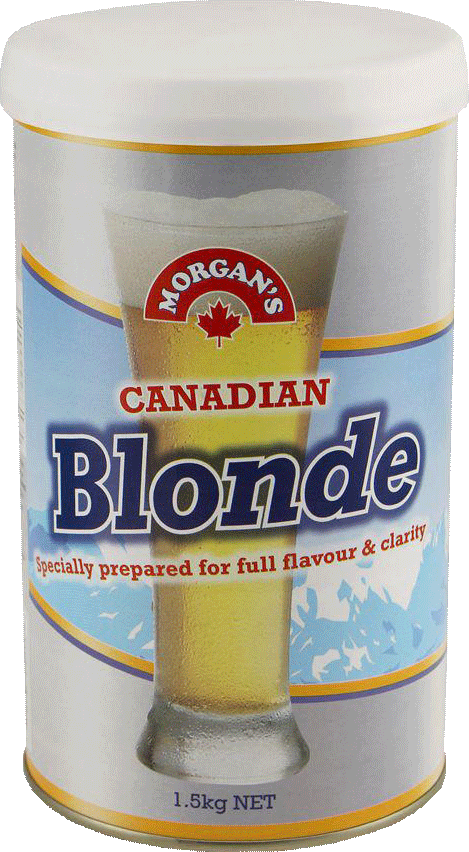 MORGAN'S
CANADIAN
Blonde
Specially prepared for full flavour & clarity
1.5kg NET